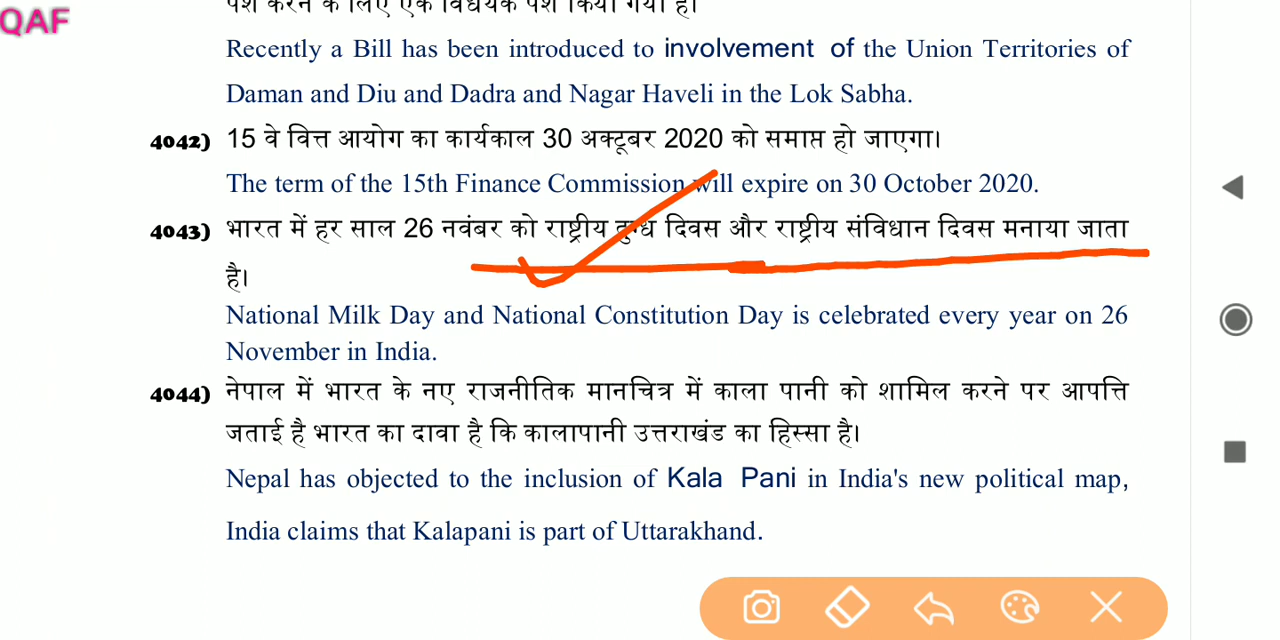 QAF
पेश करने के लिए एक विधेयक पेश किया गया है।
Recently a Bill has been introduced to involvement of the Union Territories of
Daman and Diu and Dadra and Nagar Haveli in the Lok Sabha.
4042) 15 वे वित्त आयोग का कार्यकाल 30 अक्टूबर 2020 को समाप्त हो जाएगा।
The term of the 15th Finance Commission will expire on 30 October 2020.
4043) भारत में हर साल 26 नवंबर को राष्ट्रीय दुग्ध दिवस और राष्ट्रीय संविधान दिवस मनाया जाता
है।
National Milk Day and National Constitution Day is celebrated every year on 26
November in India.
4044) नेपाल में भारत के नए राजनीतिक मानचित्र में काला पानी को शामिल करने पर आपत्ति
जताई है भारत का दावा है कि कालापानी उत्तराखंड का हिस्सा है।
Nepal has objected to the inclusion of Kala Pani in India's new political map,
India claims that Kalapani is part of Uttarakhand.